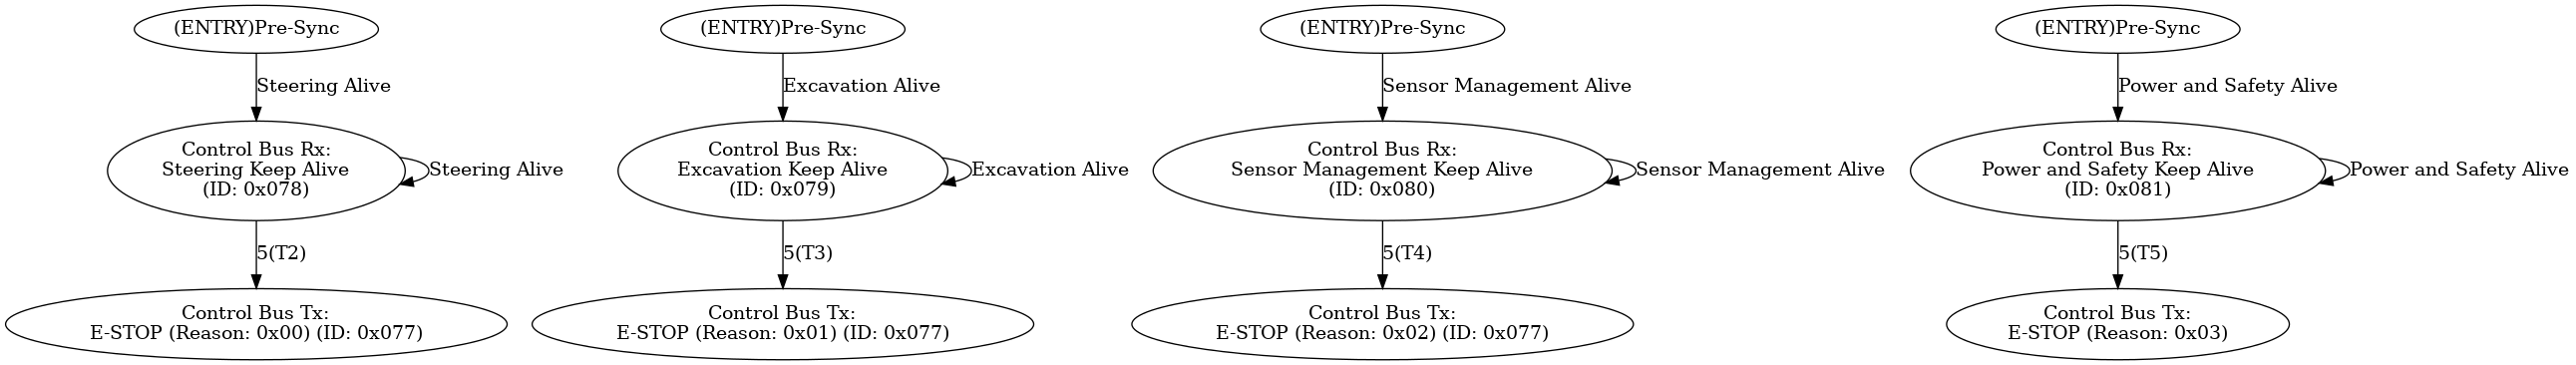 (ENTRY)Pre-Sync
Steering Alive
Control Bus Rx:
Steering Keep Alive
(ID: 0x078)
Steering Alive
5(T2)
Control Bus Tx:
E-STOP (Reason: 0x00) (ID: 0x077)
(ENTRY)Pre-Sync
Excavation Alive
Control Bus Rx:
Excavation Keep Alive
(ID: 0x079)
Excavation Alive
5(T3)
Control Bus Tx:
E-STOP (Reason: 0x01) (ID: 0x077)
(ENTRY)Pre-Sync
Sensor Management Alive
Control Bus Rx:
Sensor Management Keep Alive
(ID: 0x080)
Sensor Management Alive
5(T4)
Control Bus Tx:
E-STOP (Reason: 0x02) (ID: 0x077)
(ENTRY)Pre-Sync
Power and Safety Alive
Control Bus Rx:
Power and Safety Keep Alive
(ID: 0x081)
Power and Safety Alive
5(T5)
Control Bus Tx:
E-STOP (Reason: 0x03)